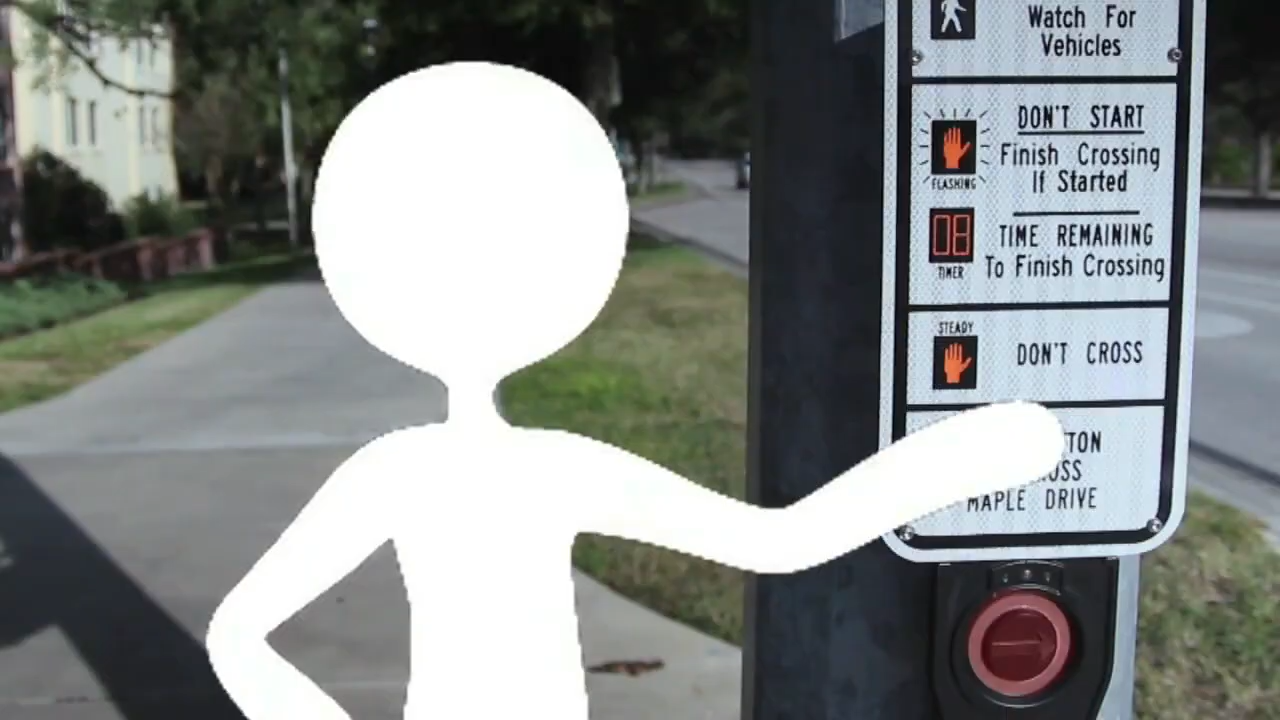 Watch For
Vehicles
DON'T START
Finish Crossing
If Started
FLASHING
TIME REMAINING
To Finish Crossing
08
TIMER
STEADY
DON'T CROSS
MAPLE DRIVE